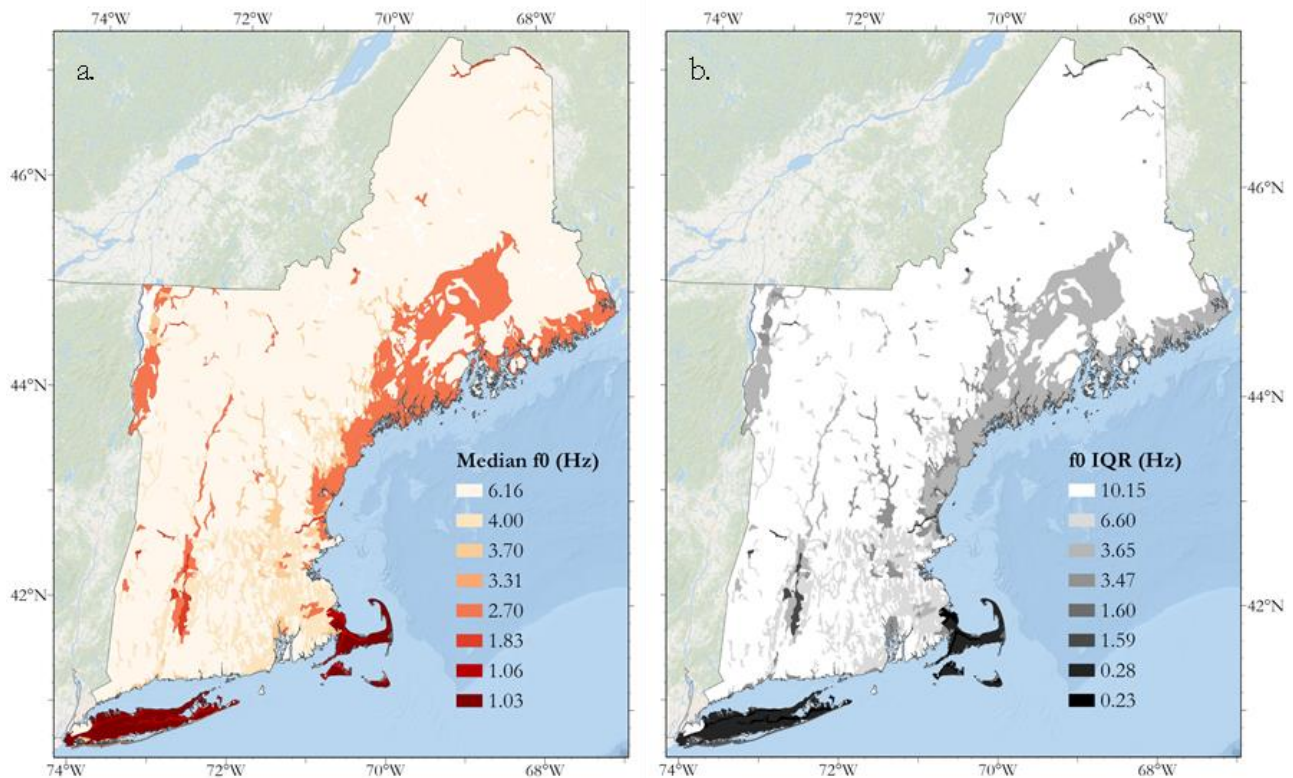 74°W 72°W 70°W 68°W
a.
46°N
44°N
42°N
Median f0 (Hz)
6.16
4.00
3.70
3.31
2.70
1.83
1.06
1.03
74°W 72°W 70°W 68°W
72°W 70°W 68°W
b.
46°N
44°N
42°N
f0 IQR (Hz)
10.15
6.60
3.65
3.47
1.60
1.59
0.28
0.23
74°W 72°W 70°W 68°W